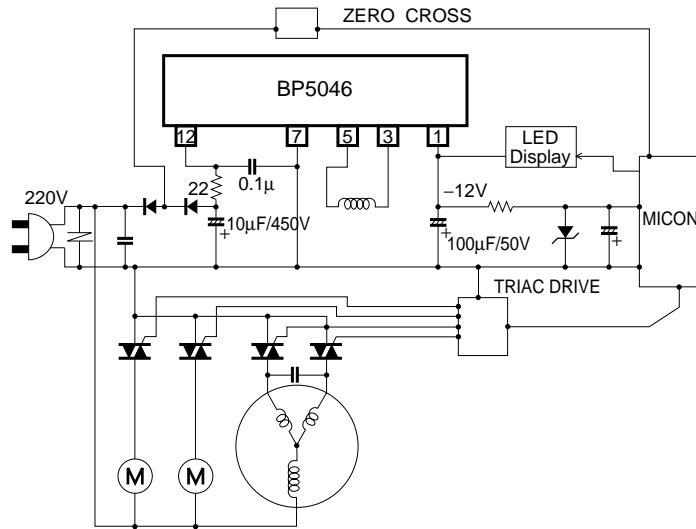 ZERO CROSS
BP5046
12 7 5 3 1
LED
Display
220V
22
0.1μ
−12V
10μF/450V
100μF/50V
MICON
+
+
+
TRIAC DRIVE
M
M